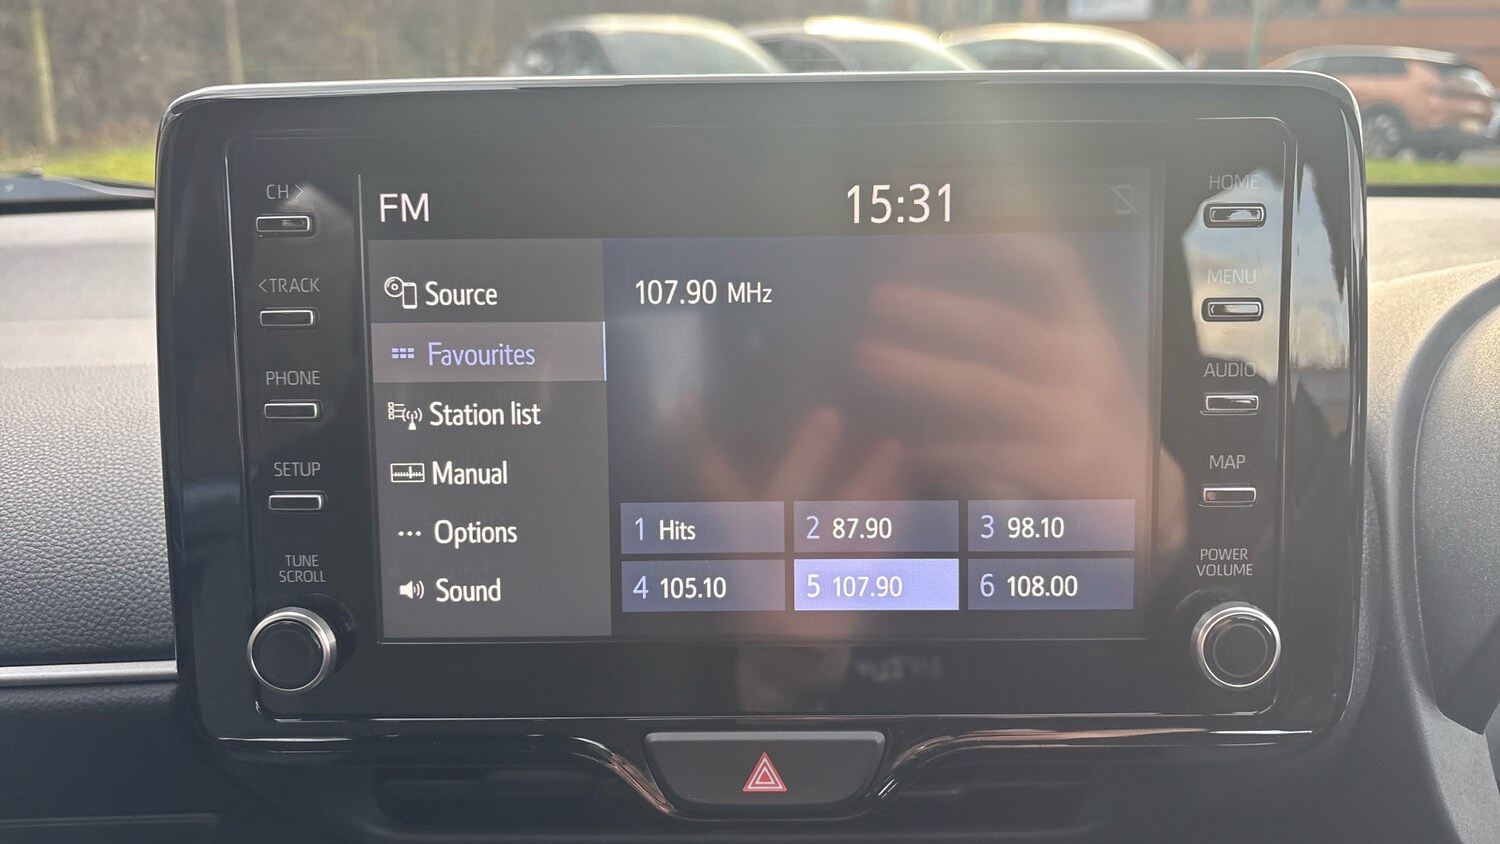 CH>
<TRACK
PHONE
SETUP
TUNE
SCROLL
FM
15:31
Source
Favourites
Station list
Manual
Options
Sound
107.90 MHz
1 Hits
2 87.90
3 98.10
4 105.10
5 107.90
6 108.00
HOME
MENU
AUDIO
MAP
POWER
VOLUME